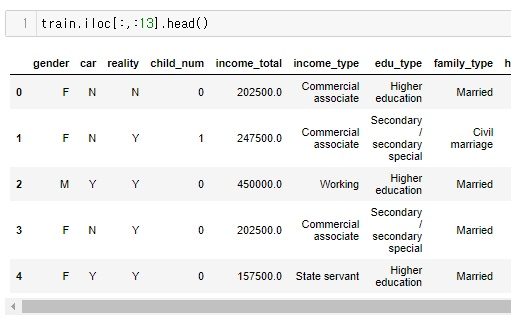 1 train.iloc[:,:13].head()
gender car reality child_num income_total income_type edu_type family_type h
0 F N N 0 202500.0 Commercial associate Higher education Married
1 F N Y 1 247500.0 Commercial associate Secondary / secondary special Civil marriage
2 M Y Y 0 450000.0 Working Higher education Married
3 F N Y 0 202500.0 Commercial associate Secondary / secondary special Married
4 F Y Y 0 157500.0 State servant Higher education Married